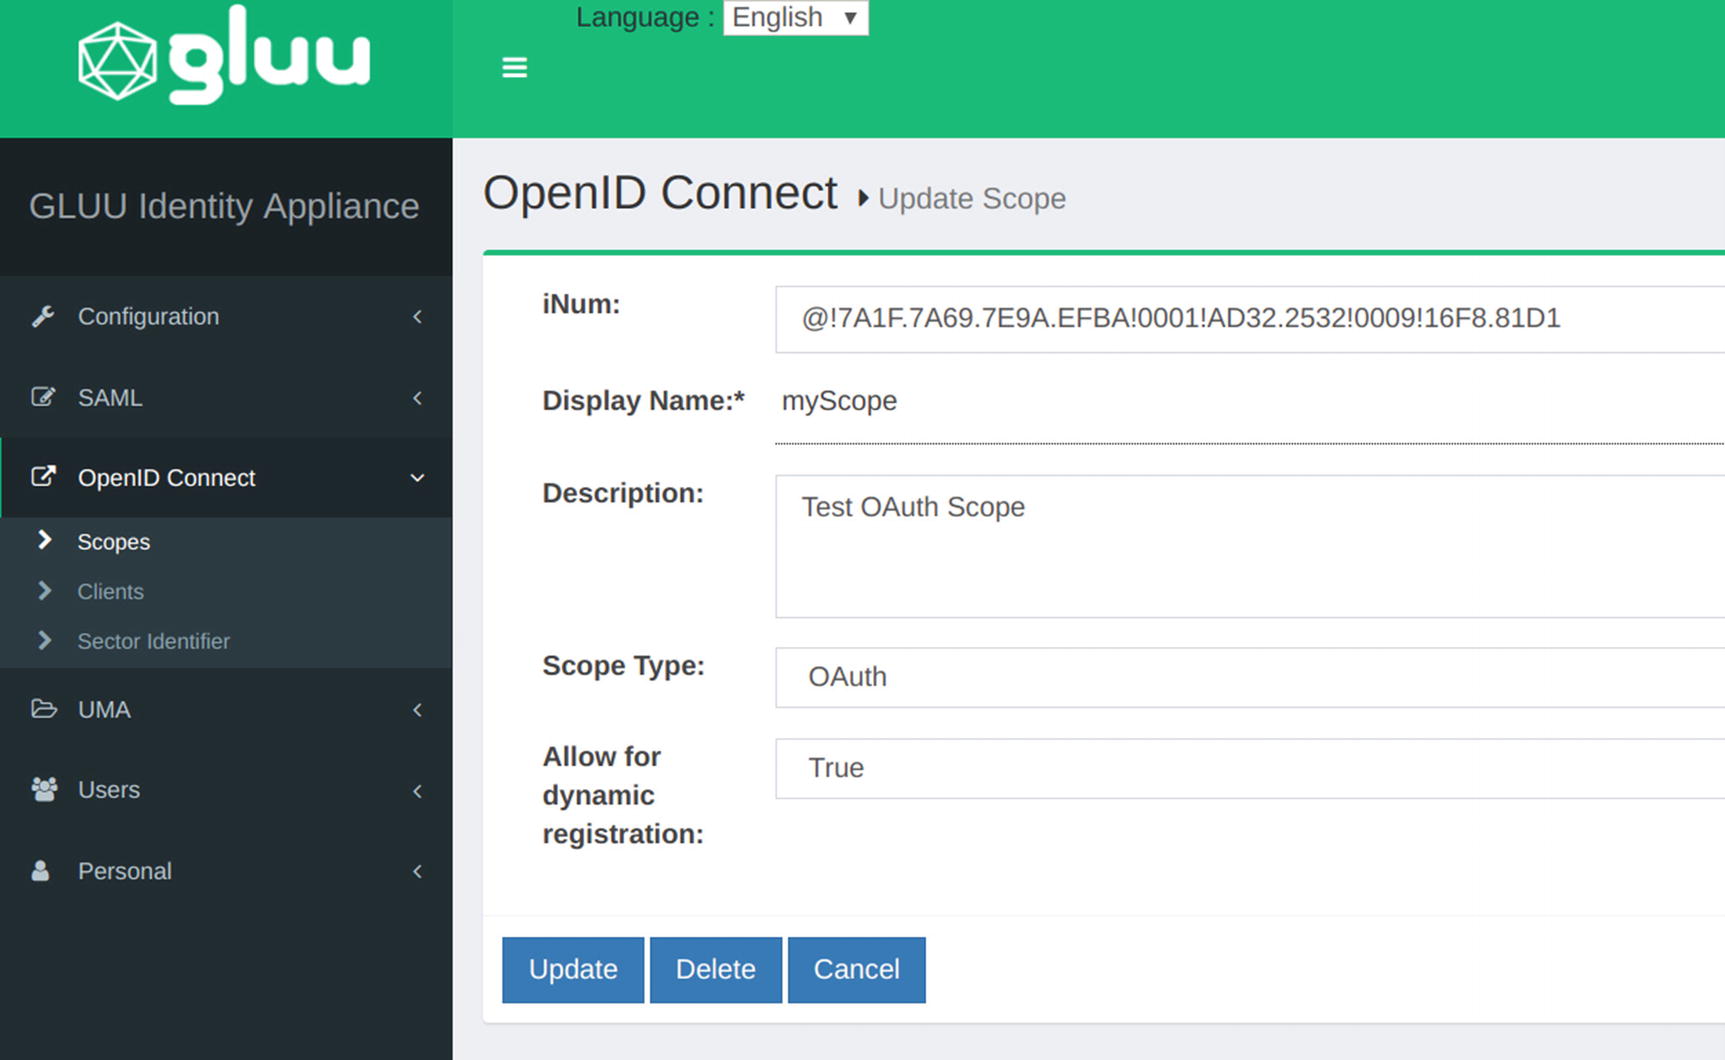 gluu
Language : English
GLUU Identity Appliance
Configuration
SAML
OpenID Connect
Scopes
Clients
Sector Identifier
UMA
Users
Personal
OpenID Connect Update Scope
iNum: @!7A1F.7A69.7E9A.EFBA!0001!AD32.2532!0009!16F8.81D1
Display Name:* myScope
Description: Test OAuth Scope
Scope Type: OAuth
Allow for True
dynamic
registration:
Update Delete Cancel